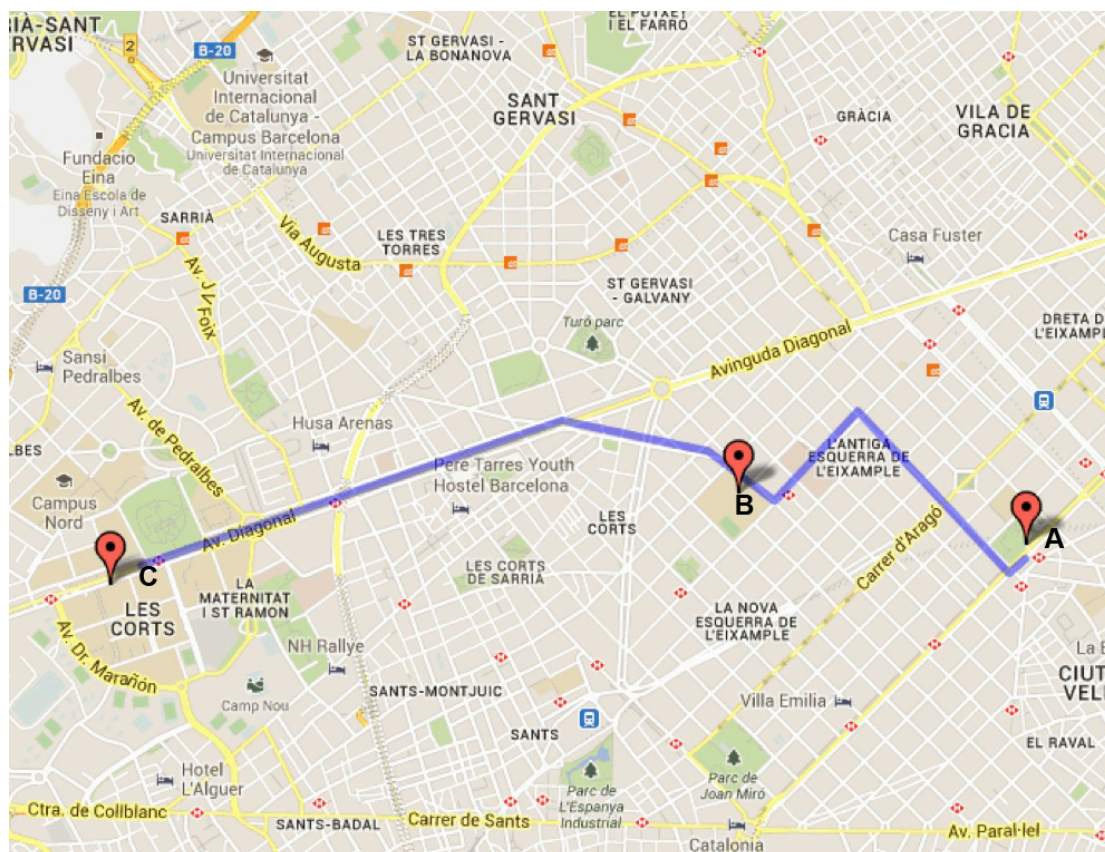 EL PUTXET
I EL FARRÓ
RIÀ-SANT
RVASI
2
B-20
ST GERVASI -
LA BONANOVA
Universitat
Internacional
de Catalunya -
Campus Barcelona
Universitat Internacional
de Catalunya
SANT
GERVASI
GRÀCIA
VILA DE
GRACIA
Fundacio
Eina
Eina Escola de
Disseny i Art
SARRIÀ
Via Augusta
LES TRES
TORRES
Casa Fuster
B-20
Av. J V Foix
ST GERVASI
- GALVANY
DRETA D
L'EIXAMPLE
Turó parc
Avinguda Diagonal
Sansi
Pedralbes
Av. de Pedralbes
Husa Arenas
LBES
L'ANTIGA
ESQUERRA DE
L'EIXAMPLE
Pere Tarres Youth
Hostel Barcelona
Campus
Nord
B
LES
CORTS
Av. Diagonal
Carrer d'Aragó
A
C
LES CORTS
DE SARRIÀ
LA
MATERNITAT
I ST RAMON
LES
CORTS
LA NOVA
ESQUERRA DE
L'EIXAMPLE
Av. Dr. Marañón
NH Rallye
La B
CIUT
VEL
SANTS-MONTJUIC
Camp Nou
Villa Emilia
SANTS
EL RAVAL
Hotel
L'Alguer
Parc de
Joan Miró
Parc de
L'Espanya
Industrial
Ctra. de Collblanc
SANTS-BADAL
Carrer de Sants
Av. Paral·lel
Catalonia